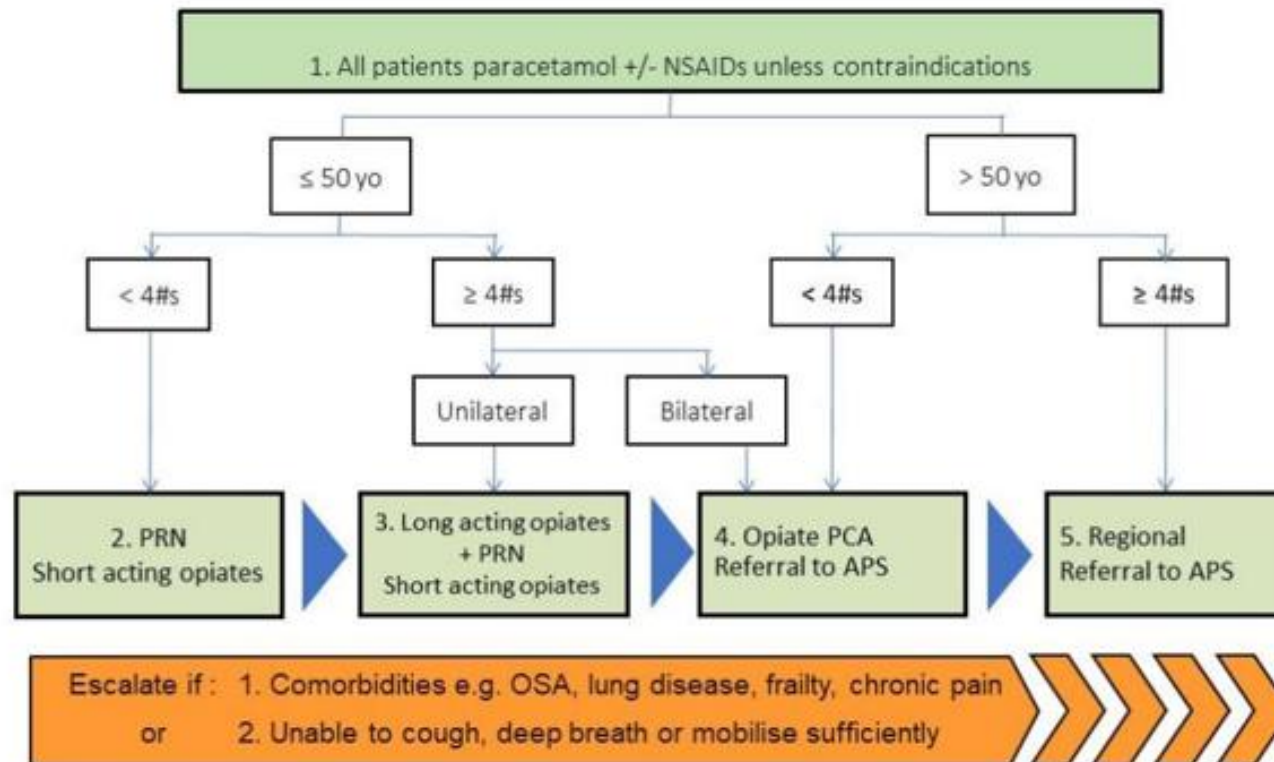 1. All patients paracetamol +/- NSAIDs unless contraindications
≤ 50 yo
> 50 yo
< 4#s
≥ 4#s
< 4#s
≥ 4#s
Unilateral
Bilateral
2. PRN
Short acting opiates
3. Long acting opiates
+ PRN
Short acting opiates
4. Opiate PCA
Referral to APS
5. Regional
Referral to APS
Escalate if : 1. Comorbidities e.g. OSA, lung disease, frailty, chronic pain
or 2. Unable to cough, deep breath or mobilise sufficiently